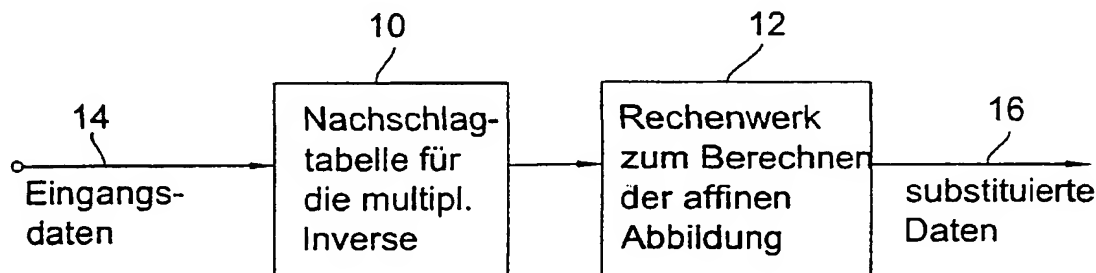 10
12
14
16
Eingangs-
daten
Nachschlag-
tabelle für
die multipl.
Inverse
Rechenwerk
zum Berechnen
der affinen
Abbildung
substituierte
Daten